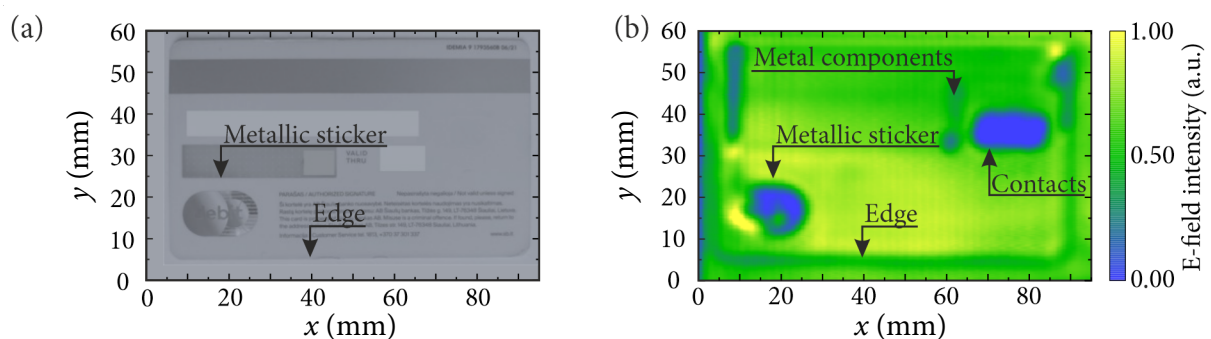 (a)
60
50
40
30
20
10
0
y (mm)
0 20 40 60 80
x (mm)
Metallic sticker
VALID
THRU
Debit
Edge
(b)
60
50
40
30
20
10
0
y (mm)
0 20 40 60 80
x (mm)
Metal components
Metallic sticker
Contacts
Edge
1.00
0.50
0.00
E-field intensity (a.u.)